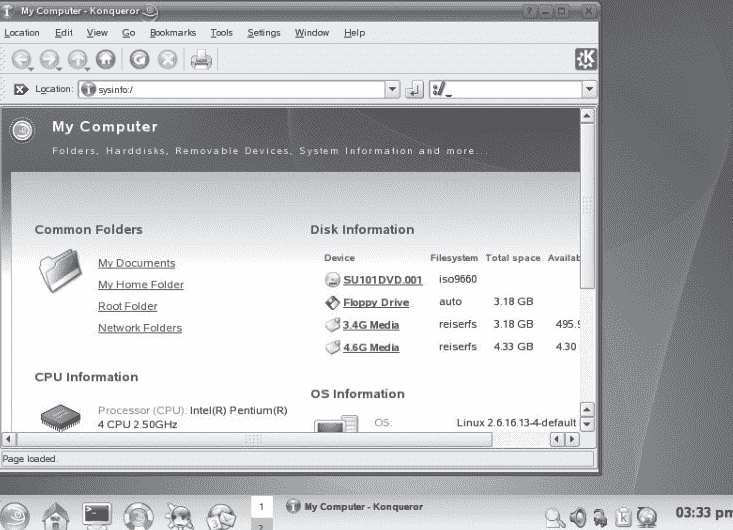 My Computer - Konqueror
Location Edit View Go Bookmarks Tools Settings Window Help
Location: sysinfo:/
My Computer
Folders, Harddisks, Removable Devices, System Information and more...
Common Folders
My Documents
My Home Folder
Root Folder
Network Folders
CPU Information
Processor (CPU): Intel(R) Pentium(R)
4 CPU 2.50GHz
Disk Information
Device Filesystem Total space Availab
SU101DVD.001 iso9660
Floppy Drive auto 3.18 GB
3.4G Media reiserfs 3.18 GB 495.9
4.6G Media reiserfs 4.33 GB 4.30
OS Information
OS: Linux 2.6.16.13-4-default
Page loaded.
1 My Computer - Konqueror
2
03:33 pm